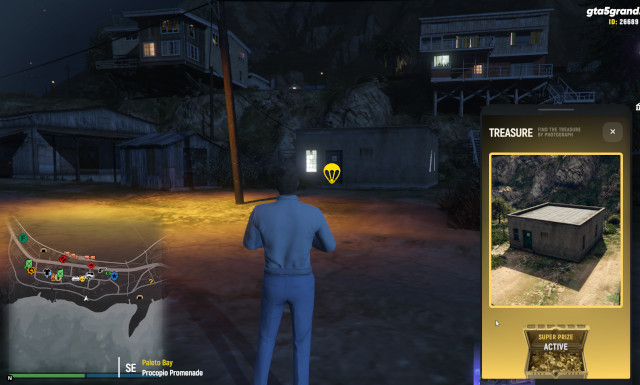 gta5grand.
ID: 26689
TREASURE
FIND THE TREASURE
BY PHOTOGRAPH
×
SUPER PRIZE
ACTIVE
SE
Paleto Bay
Procopio Promenade
N